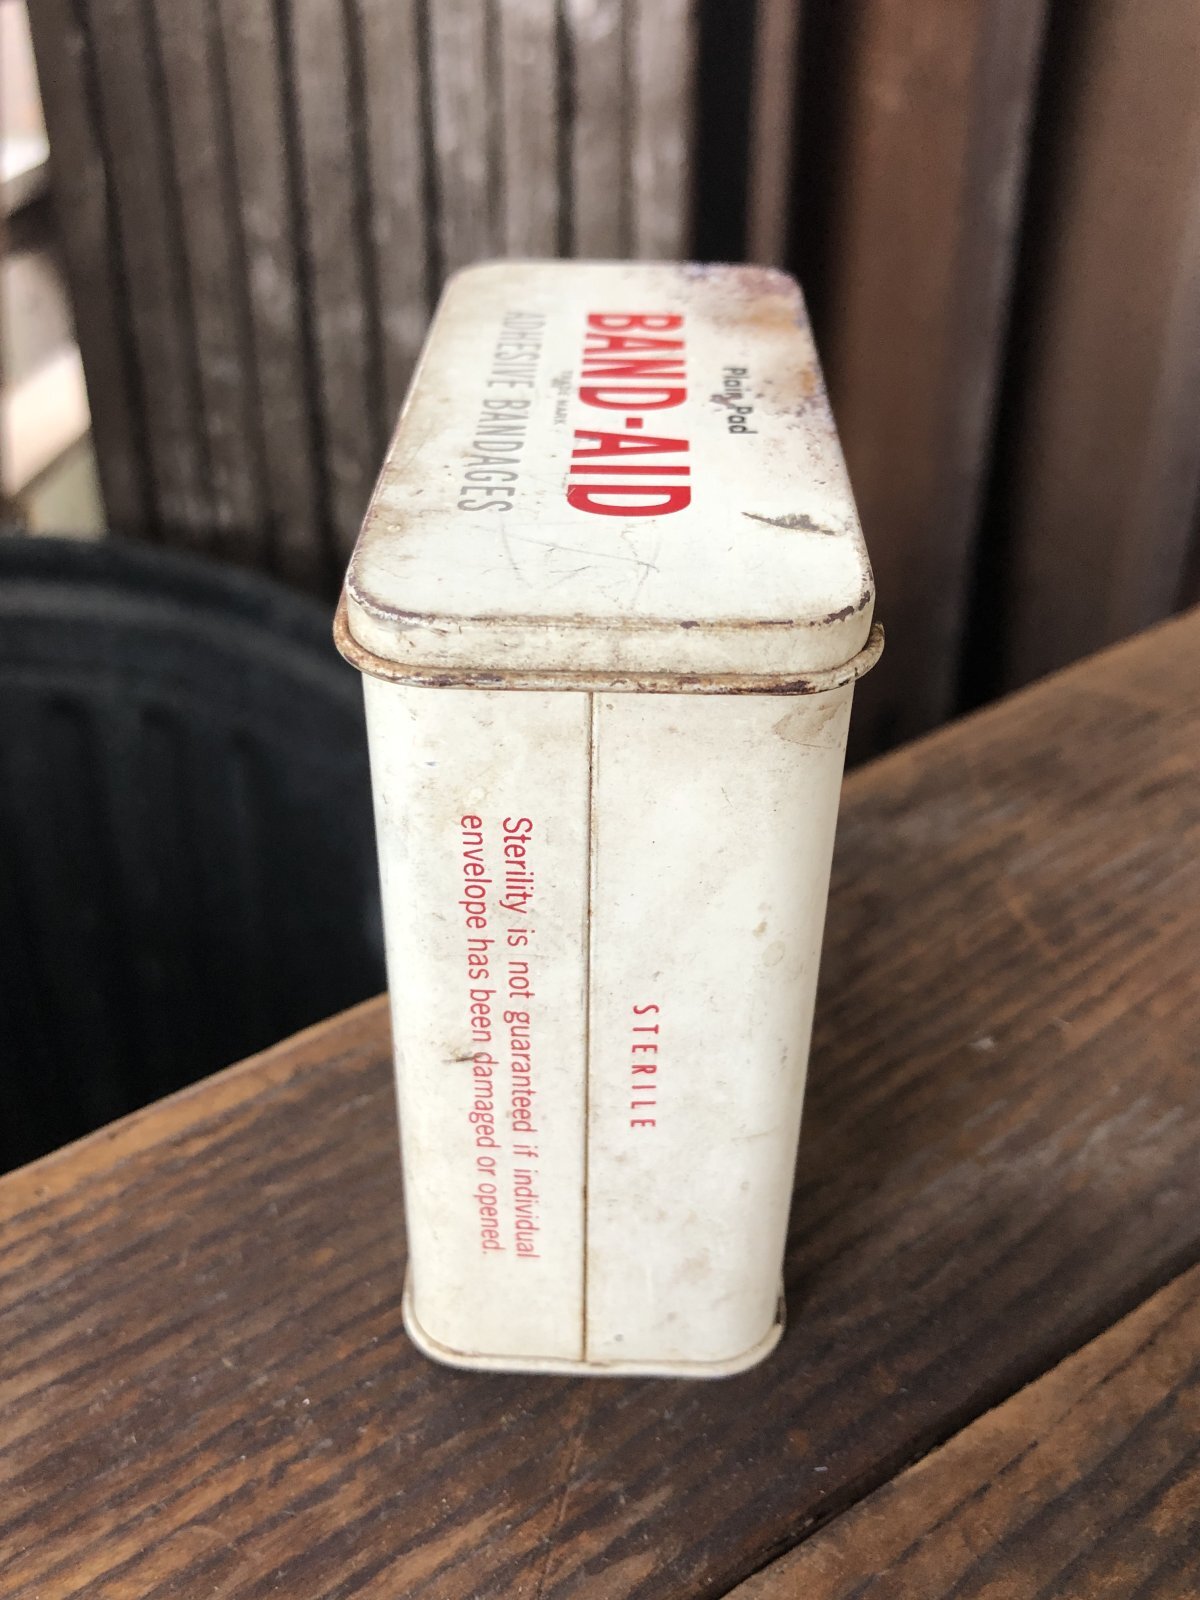 Plain Pad
BAND-AID
TRADE MARK
ADHESIVE BANDAGES
STERILE
Sterility is not guaranteed if individual
envelope has been damaged or opened.